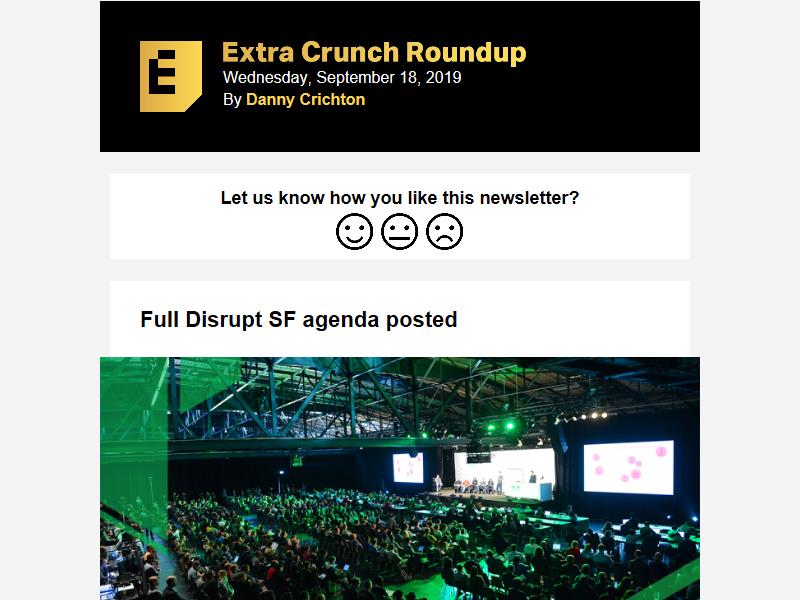 Extra Crunch Roundup
Wednesday, September 18, 2019
By Danny Crichton
Let us know how you like this newsletter?
Full Disrupt SF agenda posted